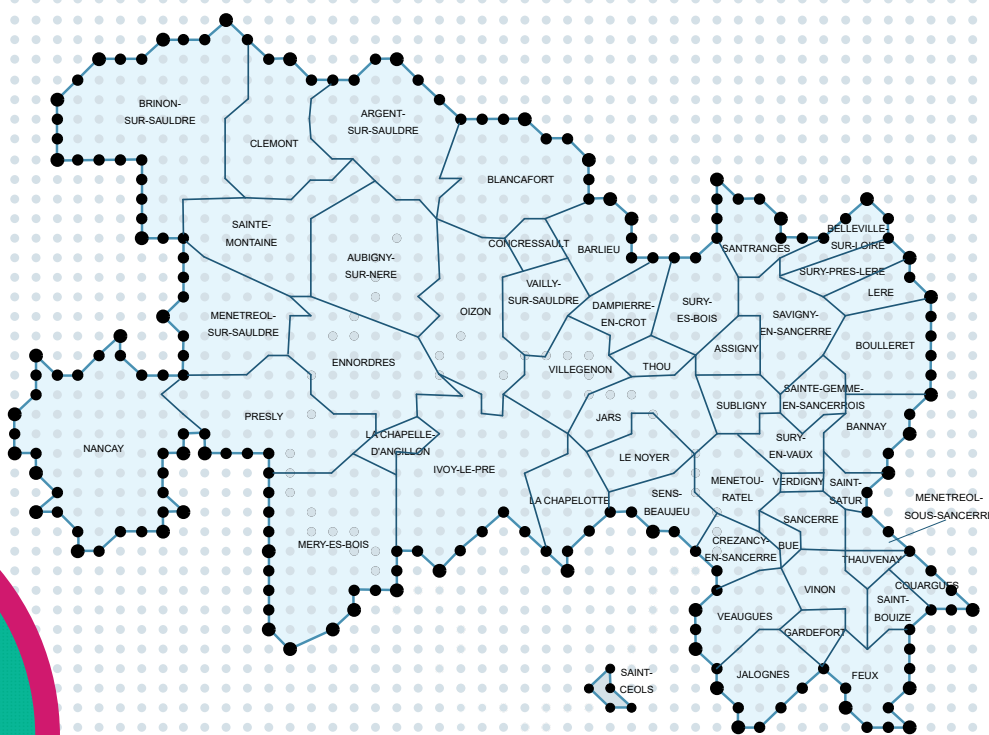 BRINON-
SUR-SAULDRE
CLEMONT
ARGENT-
SUR-SAULDRE
BLANCAFORT
SAINTE-
MONTAINE
CONCRESSAULT
BARLIEU
SANTRANGES
BELLEVILLE-
SUR-LOIRE
AUBIGNY-
SUR-NERE
SURY-PRES-LERE
LERE
VAILLY-
SUR-SAULDRE
DAMPIERRE-
EN-CROT
SURY-
ES-BOIS
SAVIGNY-
EN-SANCERRE
MENETREOL-
SUR-SAULDRE
OIZON
BOULLERET
ASSIGNY
ENNORDRES
VILLEGENON
THOU
SAINTE-GEMME-
EN-SANCERROIS
SUBLIGNY
PRESLY
JARS
BANNAY
LA CHAPELLE-
D'ANGILLON
SURY-
EN-VAUX
NANCAY
LE NOYER
IVOY-LE-PRE
MENETOU-
RATEL
VERDIGNY
SAINT-
SATUR
LA CHAPELOTTE
SENS-
BEAUJEU
MENETREOL-
SOUS-SANCERRE
SANCERRE
MERY-ES-BOIS
CREZANCY-
EN-SANCERRE
BUE
THAUVENAY
COUARGUES
VINON
SAINT-
BOUIZE
VEAUGUES
GARDEFORT
SAINT-
CEOLS
JALOGNES
FEUX